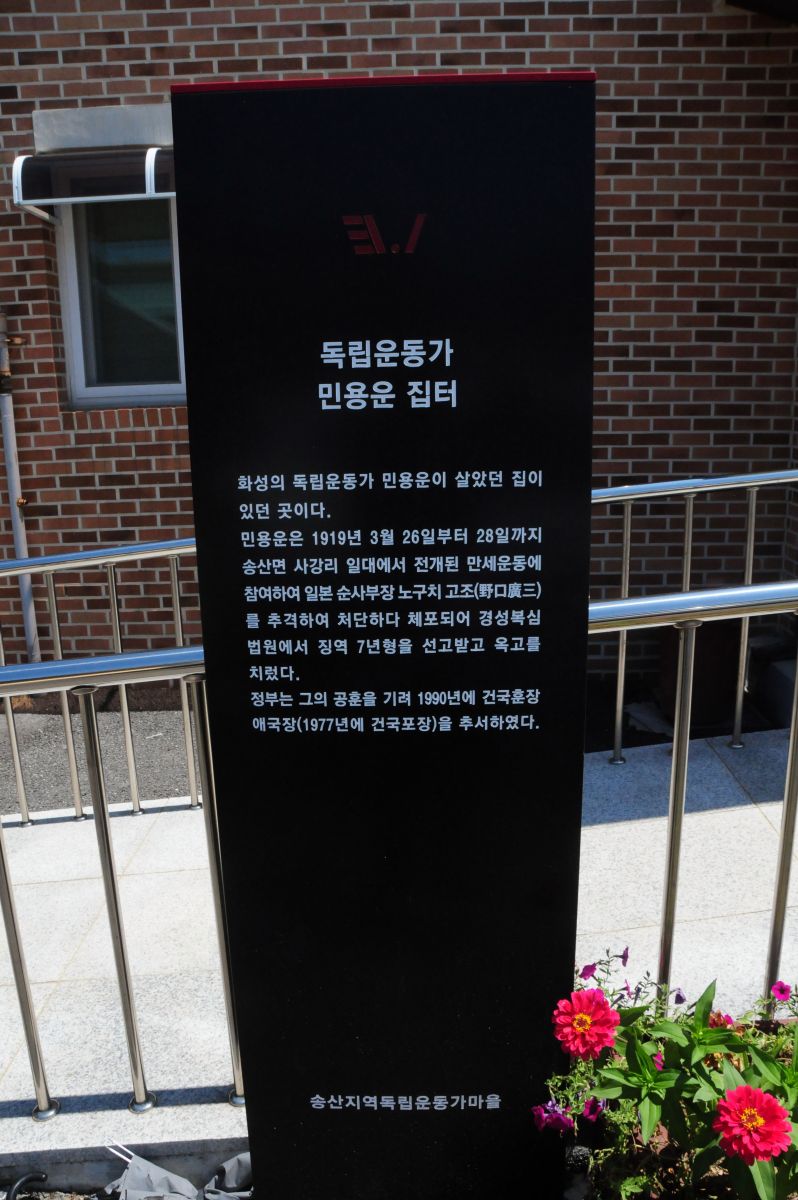 독립운동가
민용운 집터
화성의 독립운동가 민용운이 살았던 집이
있던 곳이다.
민용운은 1919년 3월 26일부터 28일까지
송산면 사강리 일대에서 전개된 만세운동에
참여하여 일본 순사부장 노구치 고조(野口廣三)
를 추격하여 처단하다 체포되어 경성복심
법원에서 징역 7년형을 선고받고 옥고를
치렀다.
정부는 그의 공훈을 기려 1990년에 건국훈장
애국장(1977년에 건국포장)을 추서하였다.
송산지역독립운동가마을